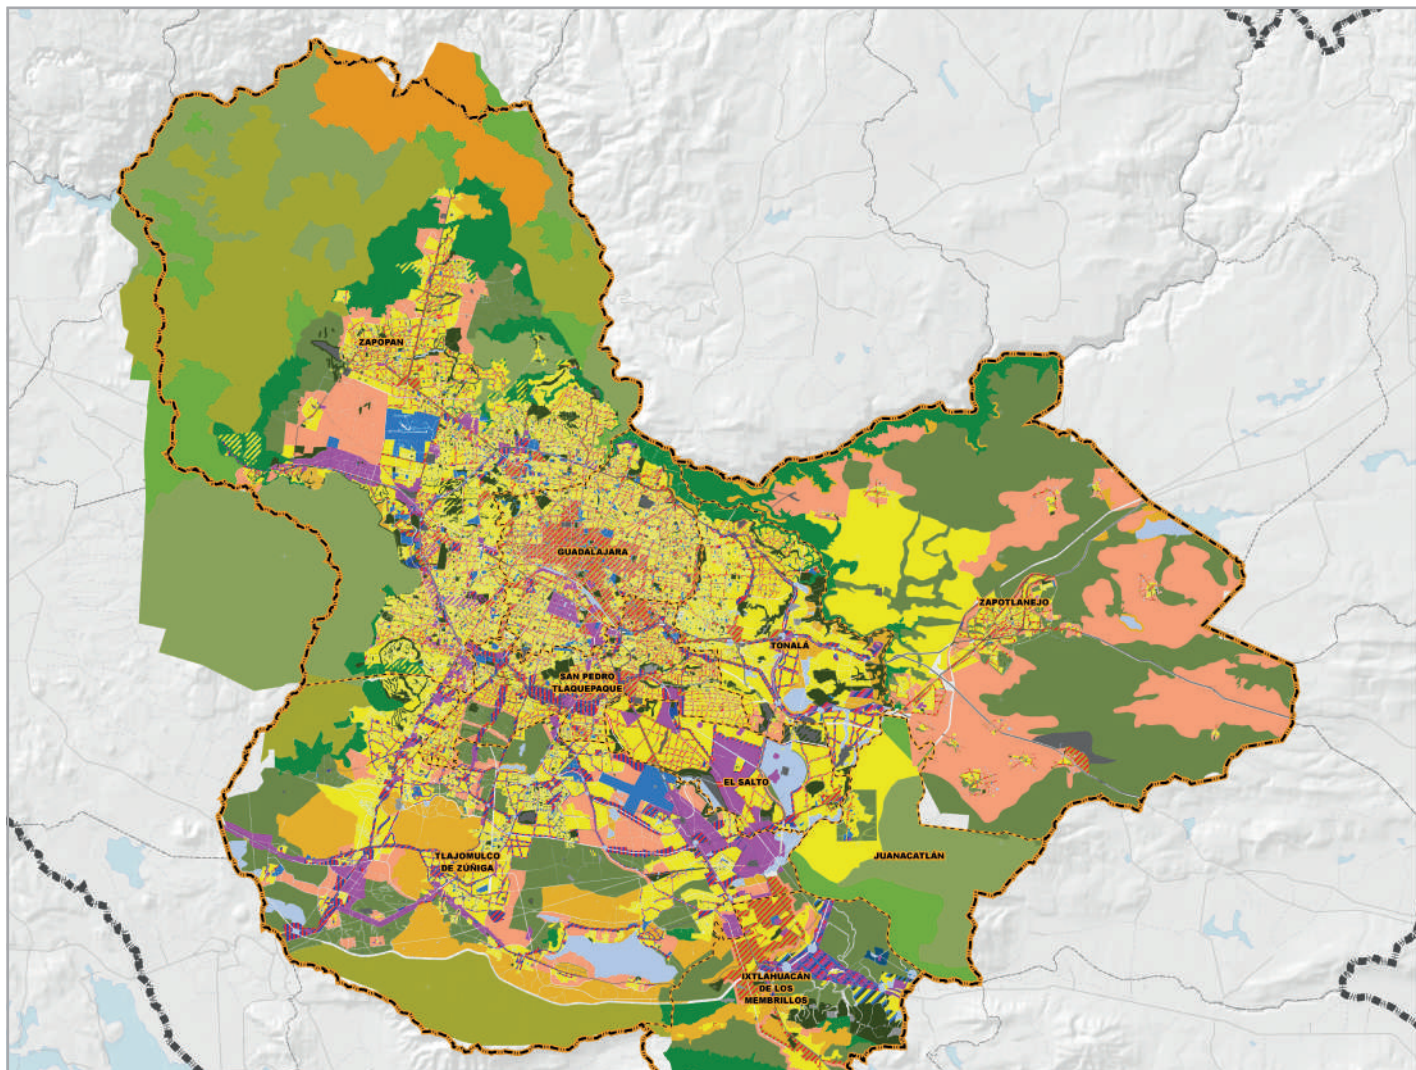 ZAPOPAN
GUADALAJARA
ZAPOTLANEJO
TONALÁ
SAN PEDRO
TLAQUEPAQUE
EL SALTO
TLAJOMULCO
DE ZÚÑIGA
JUANACATLÁN
IXTLAHUACÁN
DE LOS
MEMBRILLOS